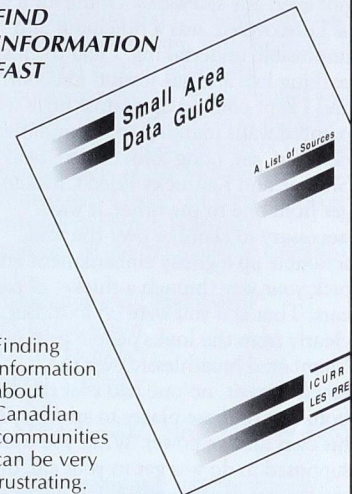 FIND
INFORMATION
FAST
Small Area
Data Guide
A List of Sources
ICURR
LES PRE
Finding
information
about
Canadian
communities
can be very
frustrating.